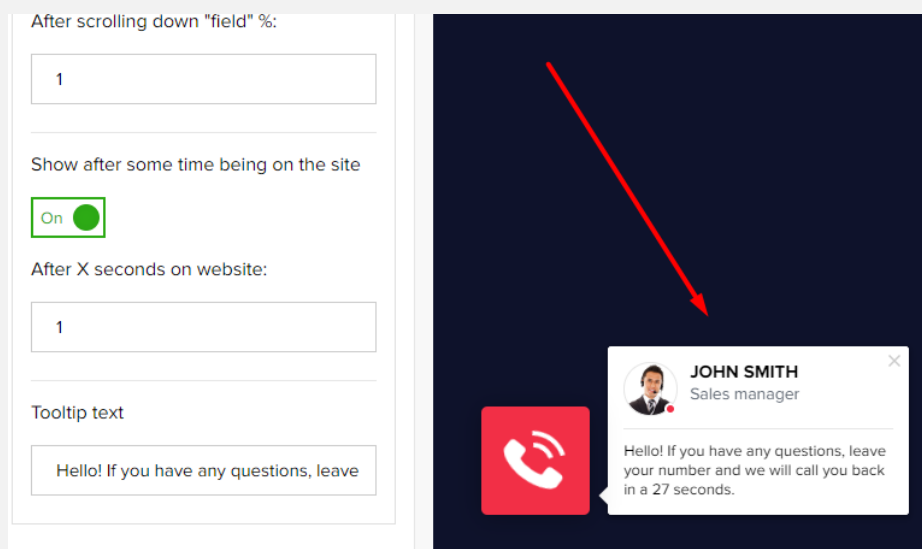 After scrolling down "field" %:
1
Show after some time being on the site
On
After X seconds on website:
1
Tooltip text
Hello! If you have any questions, leave
JOHN SMITH
Sales manager
Hello! If you have any questions, leave
your number and we will call you back
in a 27 seconds.